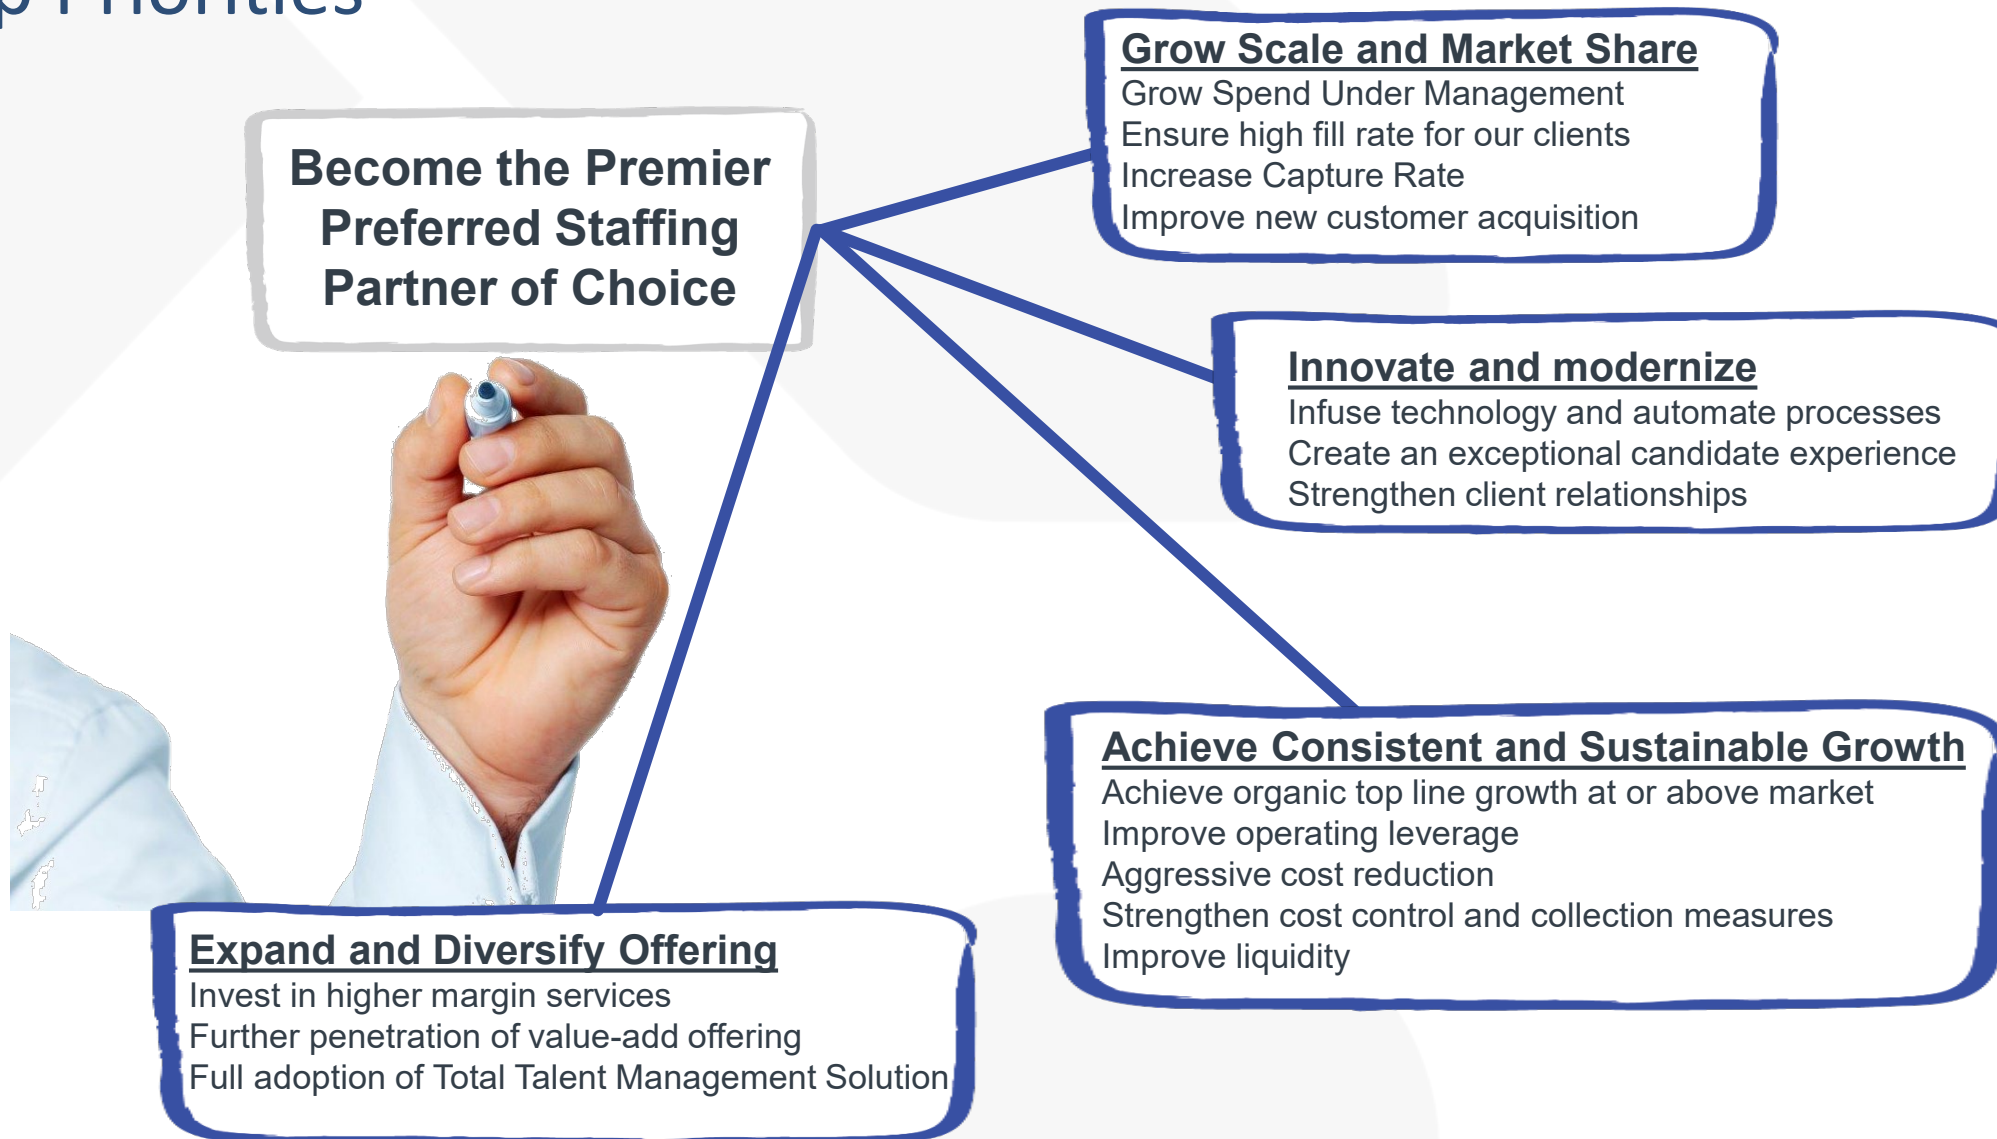 Priorities
Become the Premier
Preferred Staffing
Partner of Choice
Grow Scale and Market Share
Grow Spend Under Management
Ensure high fill rate for our clients
Increase Capture Rate
Improve new customer acquisition
Innovate and modernize
Infuse technology and automate processes
Create an exceptional candidate experience
Strengthen client relationships
Achieve Consistent and Sustainable Growth
Achieve organic top line growth at or above market
Improve operating leverage
Aggressive cost reduction
Strengthen cost control and collection measures
Improve liquidity
Expand and Diversify Offering
Invest in higher margin services
Further penetration of value-add offering
Full adoption of Total Talent Management Solution